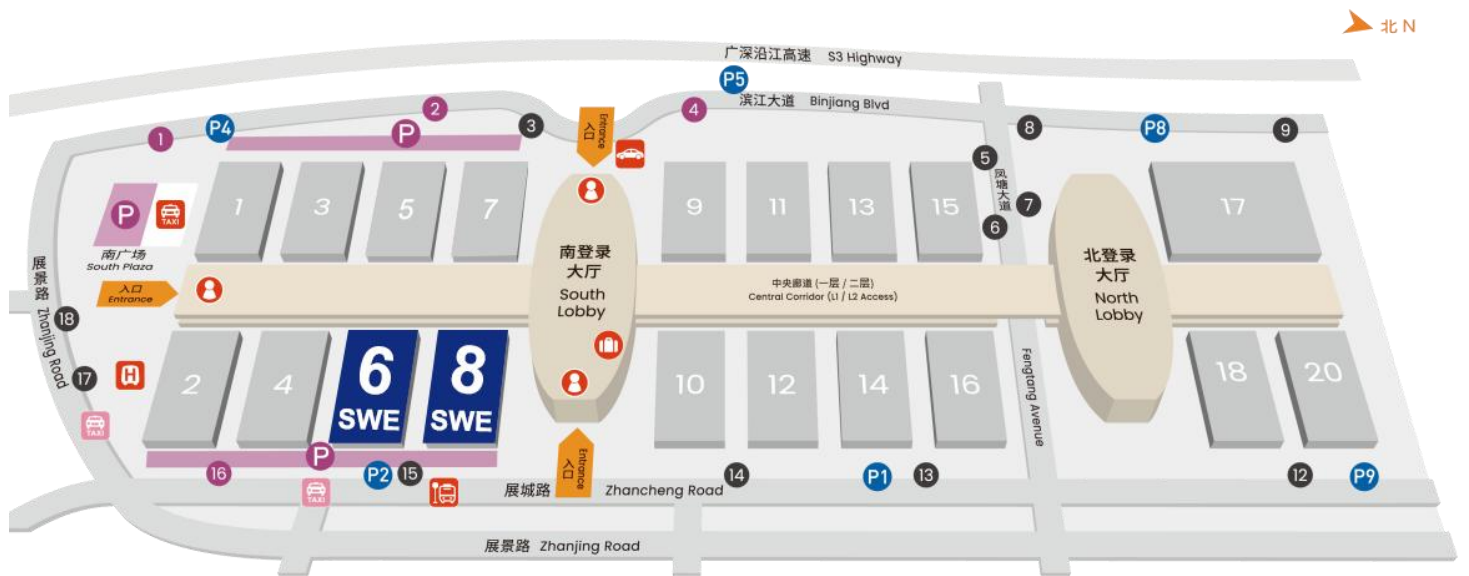 北 N
广深沿江高速 S3 Highway
P5
滨江大道 Binjiang Blvd
1
P4
2
P
3
入口
Entrance
4
5
8
P8
9
凤塘大道
7
6
P
TAXI
南广场
South Plaza
1
3
5
7
9
11
13
15
17
南登录
大厅
South
Lobby
北登录
大厅
North
Lobby
中央廊道 (一层 / 二层)
Central Corridor (L1 / L2 Access)
入口
Entrance
展景路 Zhanjing Road
18
17
H
TAXI
2
4
6
SWE
8
SWE
10
12
14
16
18
20
Fengtang Avenue
16
P
TAXI
P2
15
入口
Entrance
展城路 Zhancheng Road
14
P1
13
12
P9
展景路 Zhanjing Road